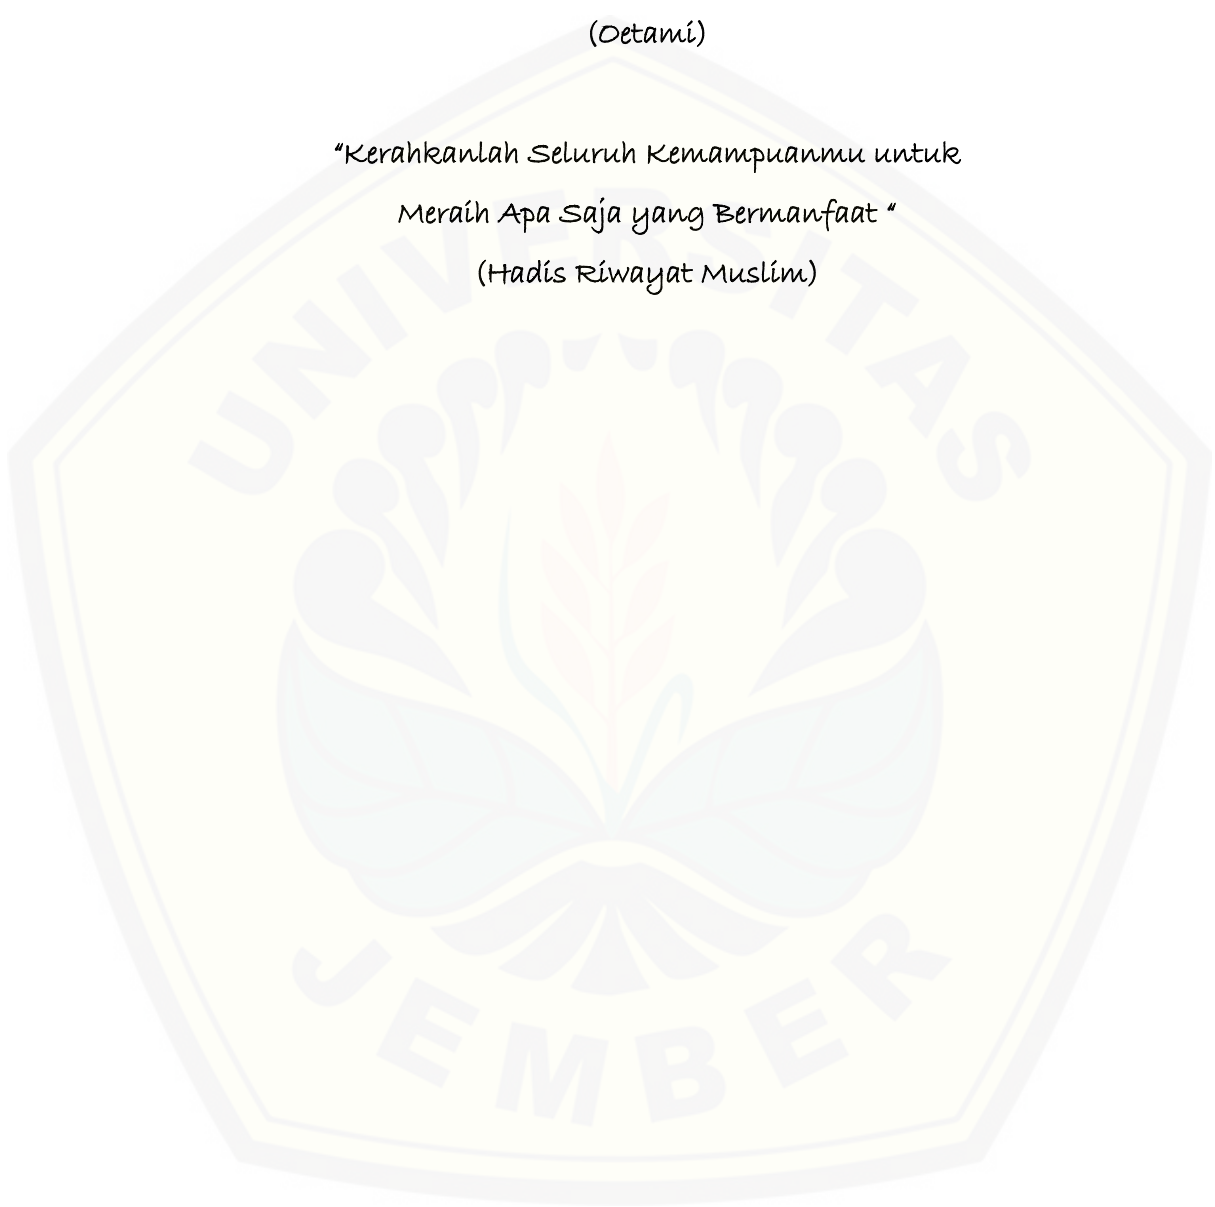 (Oetami)
“Kerahkanlah Seluruh Kemampuanmu untuk
Meraih Apa Saja yang Bermanfaat “
(Hadis Riwayat Muslim)
UNIVERSITAS
JEMBER